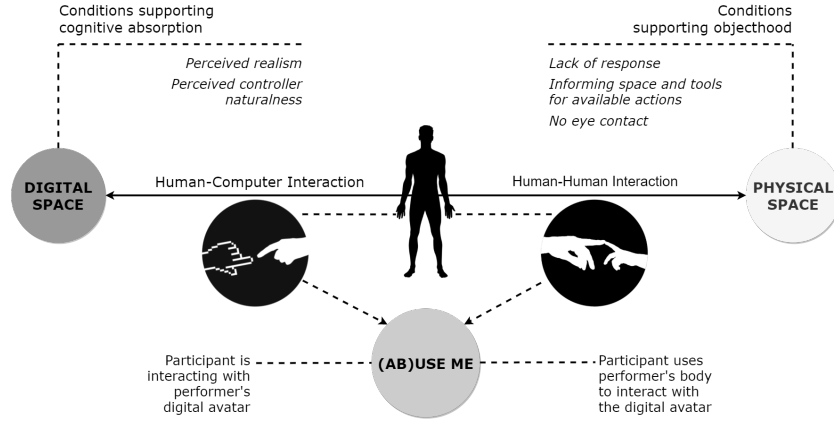 Conditions supporting
cognitive absorption
Conditions
supporting objecthood
Perceived realism
Perceived controller
naturalness
Lack of response
Informing space and tools
for available actions
No eye contact
DIGITAL
SPACE
Human-Computer Interaction
Human-Human Interaction
PHYSICAL
SPACE
(AB)USE ME
Participant is
interacting with
performer's
digital avatar
Participant uses
performer's body
to interact with
the digital avatar